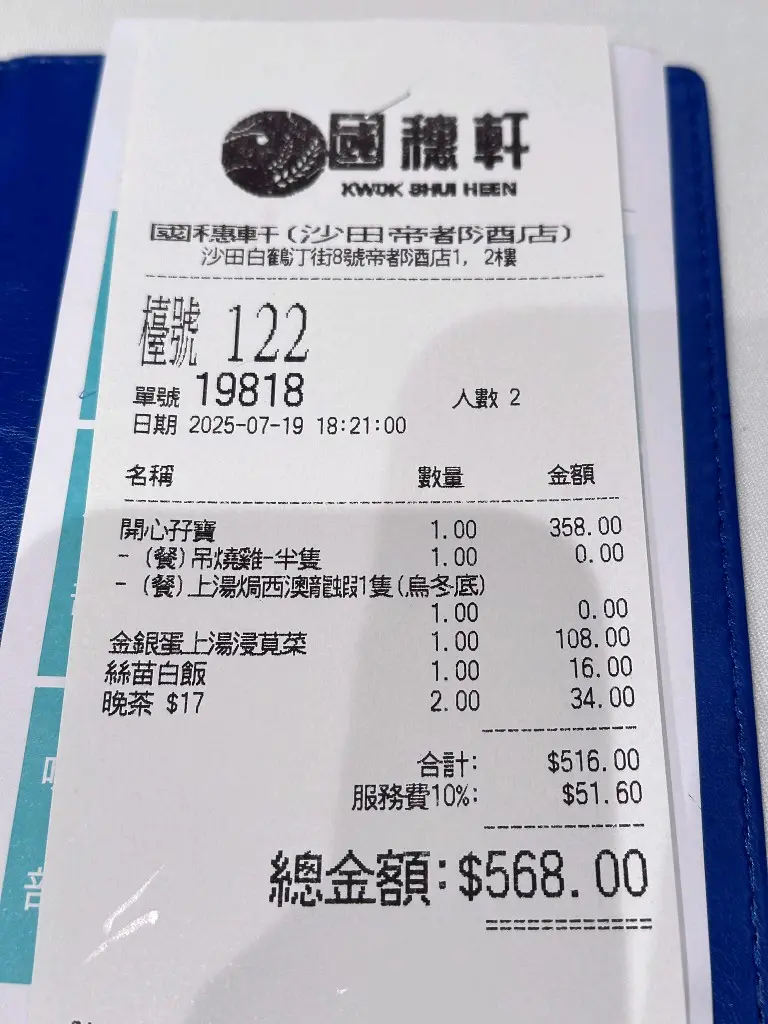 國穗軒
KWOK SHUI HEEN
國穗軒(沙田帝都酒店)
沙田白鶴汀街8號帝都酒店1, 2樓
檯號 122
單號 19818 人數 2
日期 2025-07-19 18:21:00
名稱 數量 金額
開心孖寶 1.00 358.00
- (餐)吊燒雞-半隻 1.00 0.00
- (餐)上湯焗西澳龍蝦1隻(烏冬底)
1.00 0.00
金銀蛋上湯浸莧菜 1.00 108.00
絲苗白飯 1.00 16.00
晚茶 $17 2.00 34.00
合計: $516.00
服務費10%: $51.60
總金額: $568.00
部